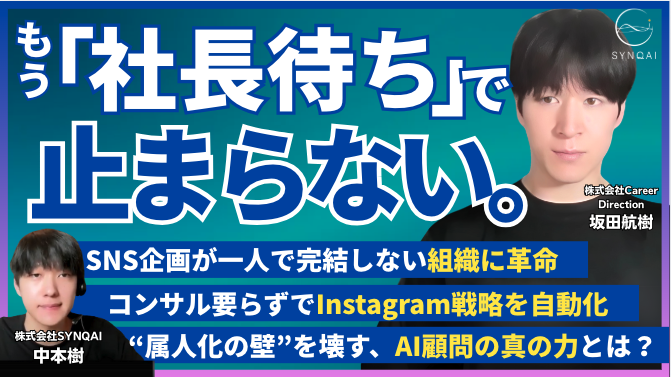 もう「社長待ち」で
止まらない。
SYNQAI
株式会社Career
Direction
坂田航樹
SNS企画が一人で完結しない組織に革命
コンサル要らずでInstagram戦略を自動化
“属人化の壁”を壊す、AI顧問の真の力とは？
株式会社SYNQAI
中本樹